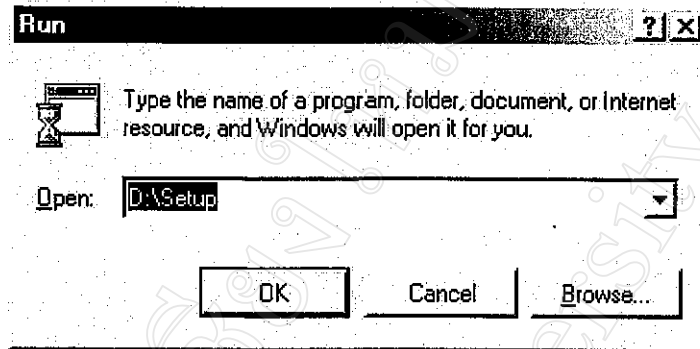 Run
Type the name of a program, folder, document, or Internet
resource, and Windows will open it for you.
Open: D:\Setup
OK Cancel Browse...